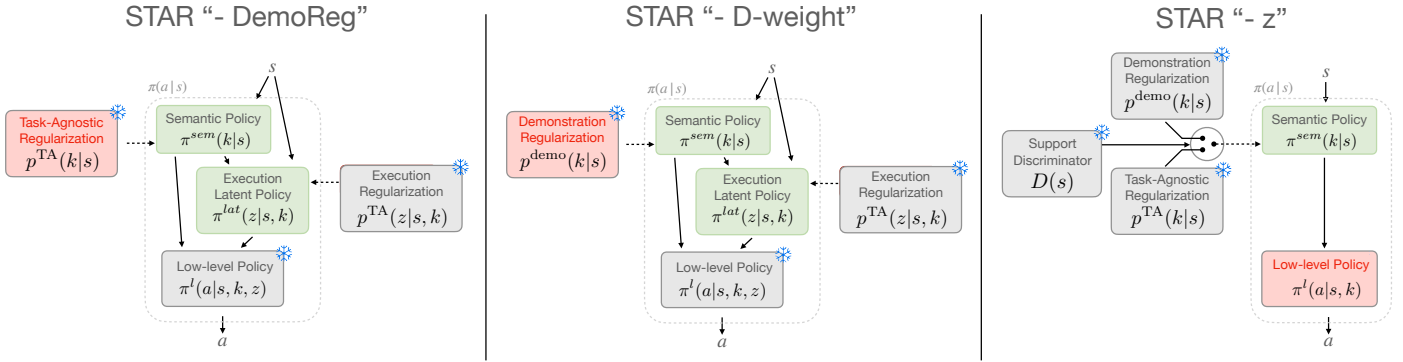 STAR “- DemoReg”
s
π(a|s)
Task-Agnostic
Regularization
p^TA(k|s)
Semantic Policy
π^sem(k|s)
Execution
Latent Policy
π^lat(z|s, k)
Execution
Regularization
p^TA(z|s, k)
Low-level Policy
π^l(a|s, k, z)
a
STAR “- D-weight”
s
π(a|s)
Demonstration
Regularization
p^demo(k|s)
Semantic Policy
π^sem(k|s)
Execution
Latent Policy
π^lat(z|s, k)
Execution
Regularization
p^TA(z|s, k)
Low-level Policy
π^l(a|s, k, z)
a
STAR “- z”
Demonstration
Regularization
p^demo(k|s)
s
π(a|s)
Semantic Policy
π^sem(k|s)
Support
Discriminator
D(s)
Task-Agnostic
Regularization
p^TA(k|s)
Low-level Policy
π^l(a|s, k)
a